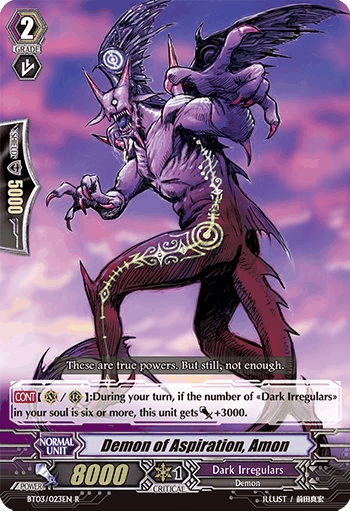 2
GRADE
SHIELD
5000
These are true powers. But still, not enough.
CONT [ / ]:During your turn, if the number of «Dark Irregulars»
in your soul is six or more, this unit gets +3000.
NORMAL
UNIT
Demon of Aspiration, Amon
POWER
8000
1
CRITICAL
Dark Irregulars
Demon
BT03/023EN R
ILLUST / 前田真宏